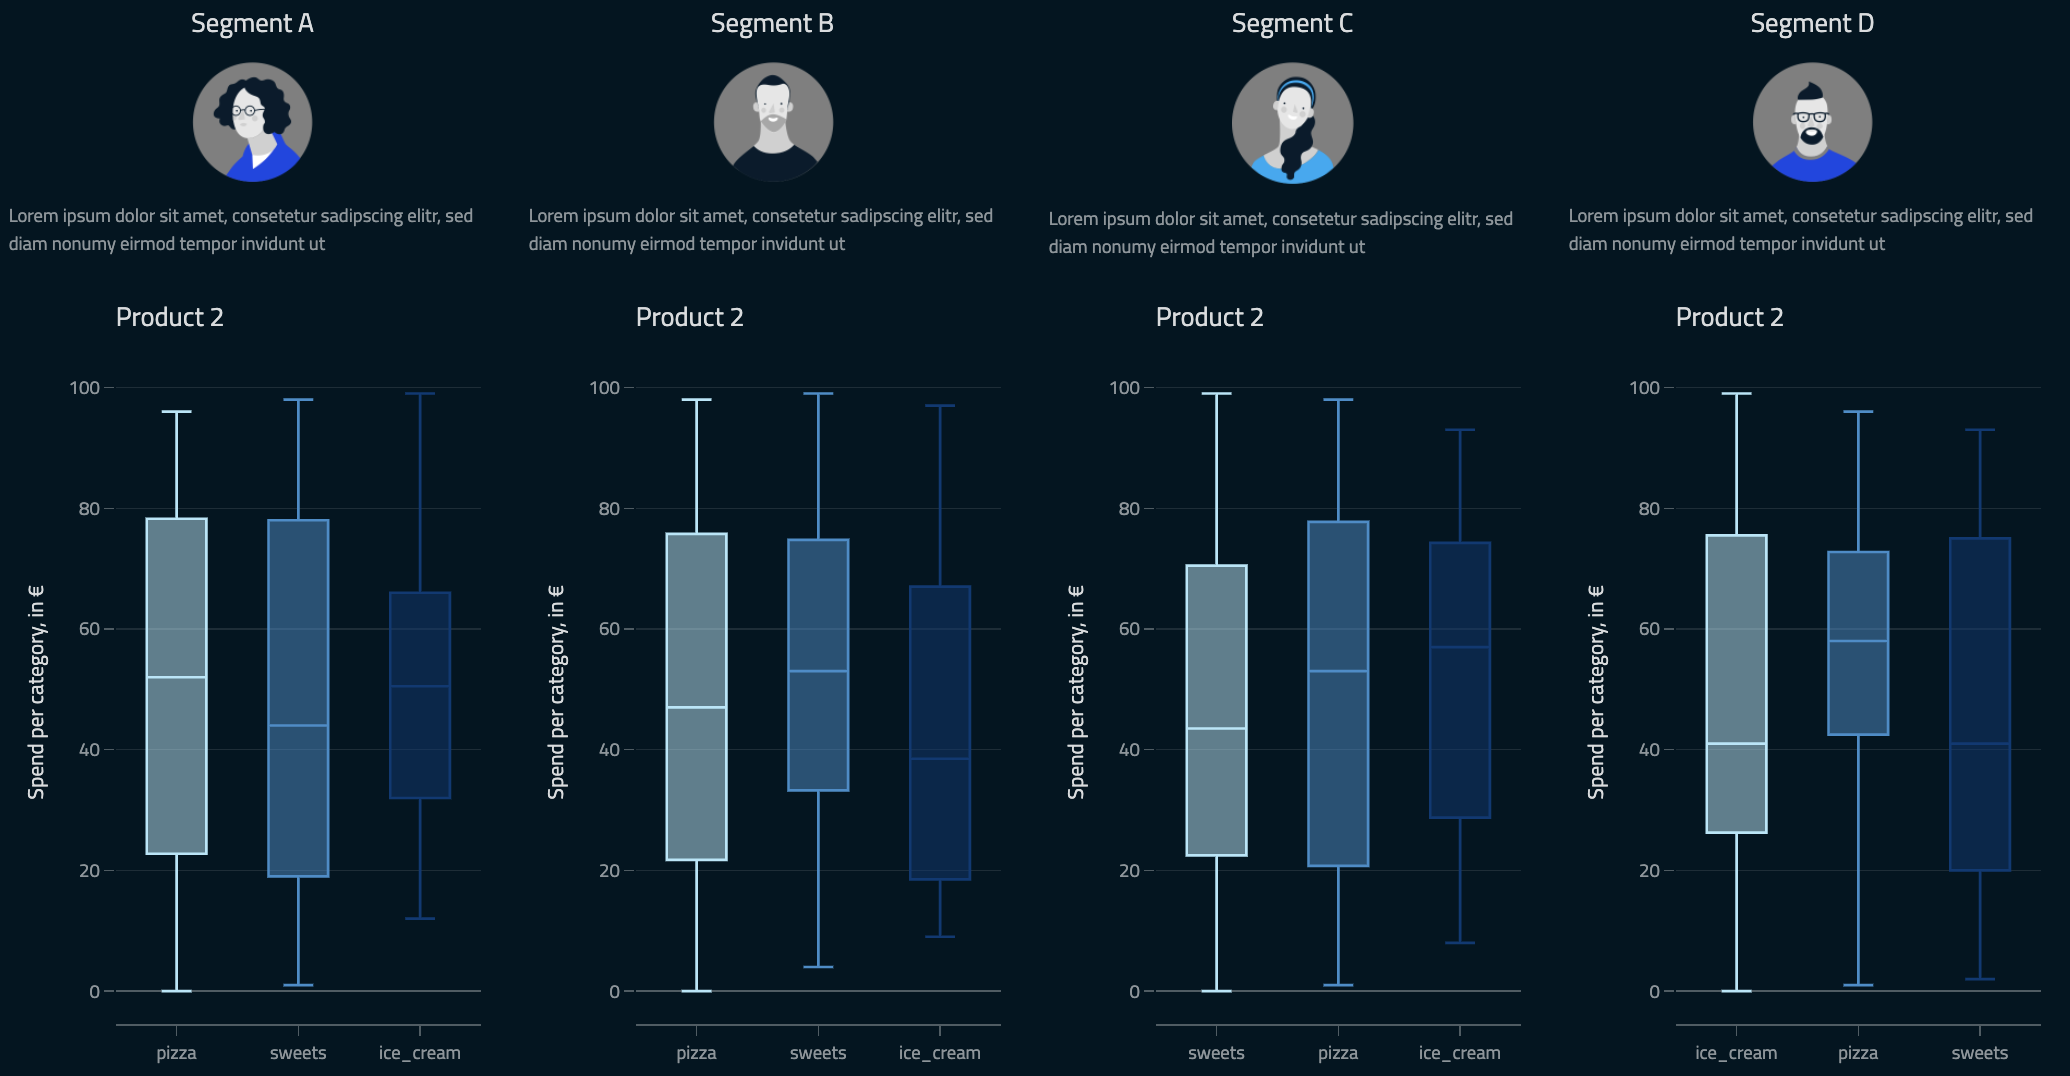 Segment A
Segment B
Segment C
Segment D
Lorem ipsum dolor sit amet, consetetur sadipscing elitr, sed
diam nonumy eirmod tempor invidunt ut
Lorem ipsum dolor sit amet, consetetur sadipscing elitr, sed
diam nonumy eirmod tempor invidunt ut
Lorem ipsum dolor sit amet, consetetur sadipscing elitr, sed
diam nonumy eirmod tempor invidunt ut
Lorem ipsum dolor sit amet, consetetur sadipscing elitr, sed
diam nonumy eirmod tempor invidunt ut
Product 2
Spend per category, in €
100
80
60
40
20
0
pizza
sweets
ice_cream
Product 2
Spend per category, in €
100
80
60
40
20
0
pizza
sweets
ice_cream
Product 2
Spend per category, in €
100
80
60
40
20
0
sweets
pizza
ice_cream
Product 2
Spend per category, in €
100
80
60
40
20
0
ice_cream
pizza
sweets